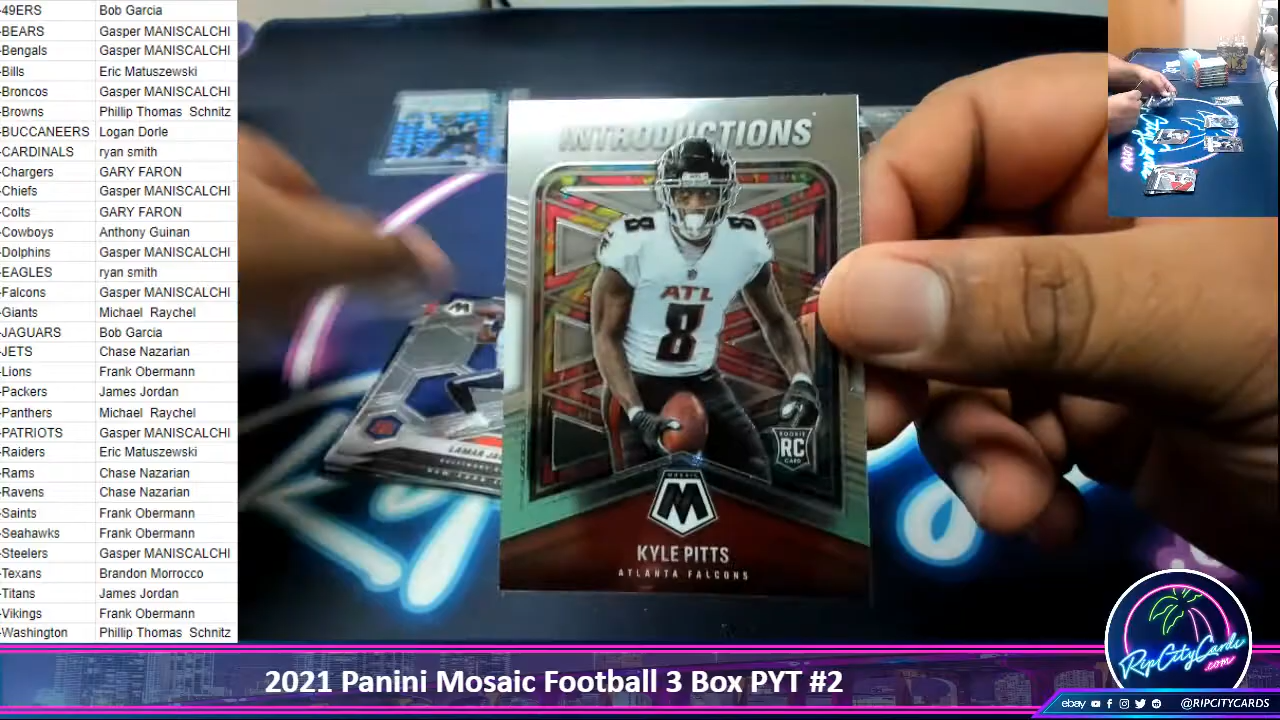 -49ERS Bob Garcia
-BEARS Gasper MANISCALCHI
-Bengals Gasper MANISCALCHI
-Bills Eric Matuszewski
-Broncos Gasper MANISCALCHI
-Browns Phillip Thomas Schnitz
-BUCCANEERS Logan Dorle
-CARDINALS ryan smith
-Chargers GARY FARON
-Chiefs Gasper MANISCALCHI
-Colts GARY FARON
-Cowboys Anthony Guinan
-Dolphins Gasper MANISCALCHI
-EAGLES ryan smith
-Falcons Gasper MANISCALCHI
-Giants Michael Raychel
-JAGUARS Bob Garcia
-JETS Chase Nazarian
-Lions Frank Obermann
-Packers James Jordan
-Panthers Michael Raychel
-PATRIOTS Gasper MANISCALCHI
-Raiders Eric Matuszewski
-Rams Chase Nazarian
-Ravens Chase Nazarian
-Saints Frank Obermann
-Seahawks Frank Obermann
-Steelers Gasper MANISCALCHI
-Texans Brandon Morrocco
-Titans James Jordan
-Vikings Frank Obermann
-Washington Phillip Thomas Schnitz
INTRODUCTIONS
8 8
ATL
8
ROOKIE
RC
CARD
MOSAIC
M
KYLE PITTS
ATLANTA FALCONS
LAMAR
RipCityCards
.com
2021 Panini Mosaic Football 3 Box PYT #2
ebay @RIPCITYCARDS